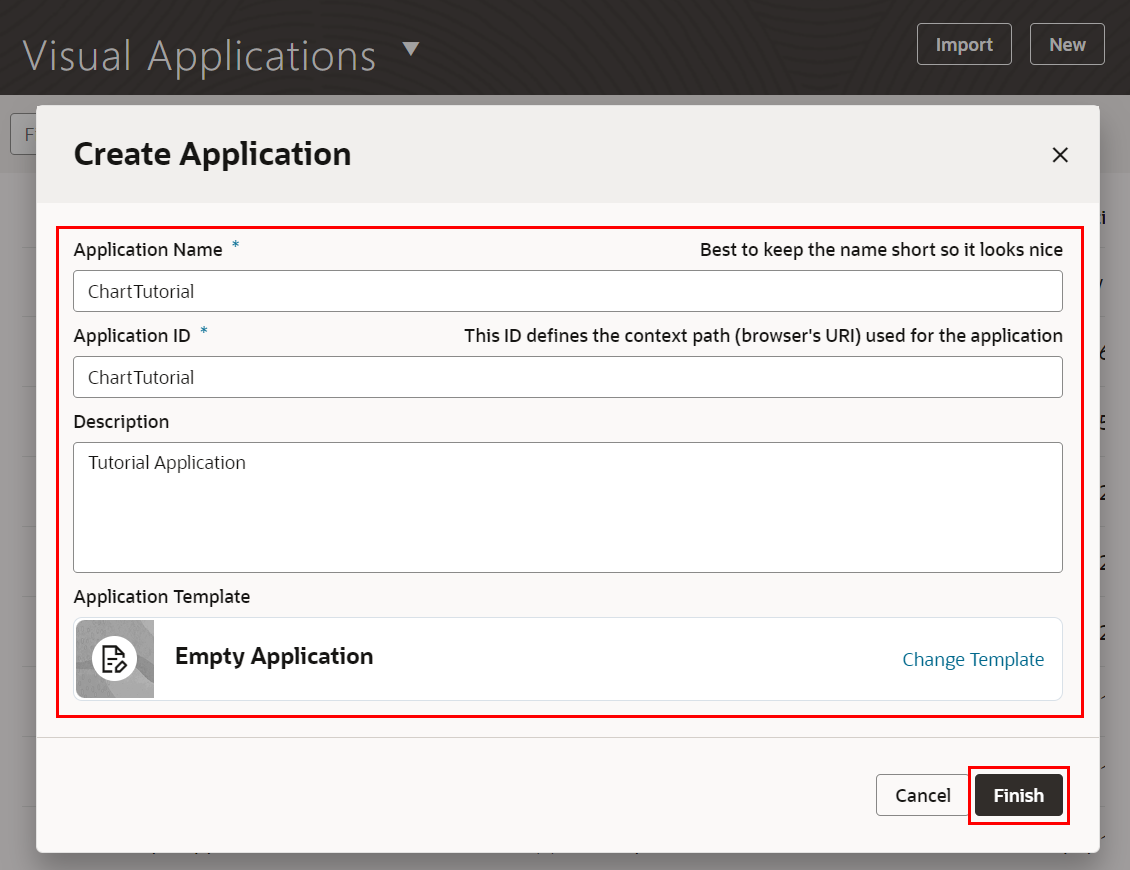 Visual Applications
Import
New
F
Create Application
Application Name *
Best to keep the name short so it looks nice
ChartTutorial
Application ID *
This ID defines the context path (browser's URI) used for the application
ChartTutorial
Description
Tutorial Application
Application Template
Empty Application
Change Template
Cancel
Finish